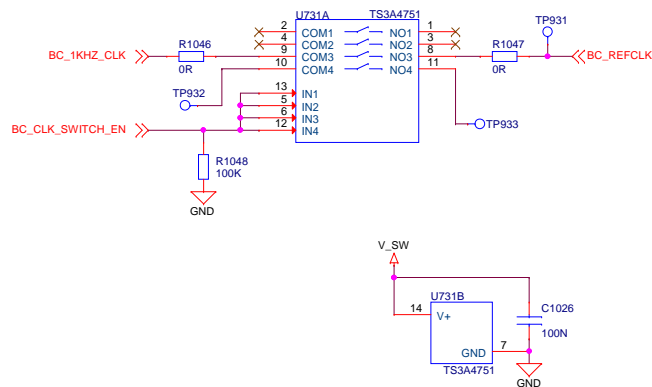 U731A TS3A4751
TP931
2 COM1 NO1 1
4 COM2 NO2 3
BC_1KHZ_CLK R1046 9 COM3 NO3 8 R1047 BC_REFCLK
0R 10 COM4 NO4 11 0R
TP932
13 IN1
5 IN2
6 IN3
BC_CLK_SWITCH_EN 12 IN4
TP933
R1048
100K
GND
V_SW
U731B
14 V+
C1026
100N
GND 7
TS3A4751
GND